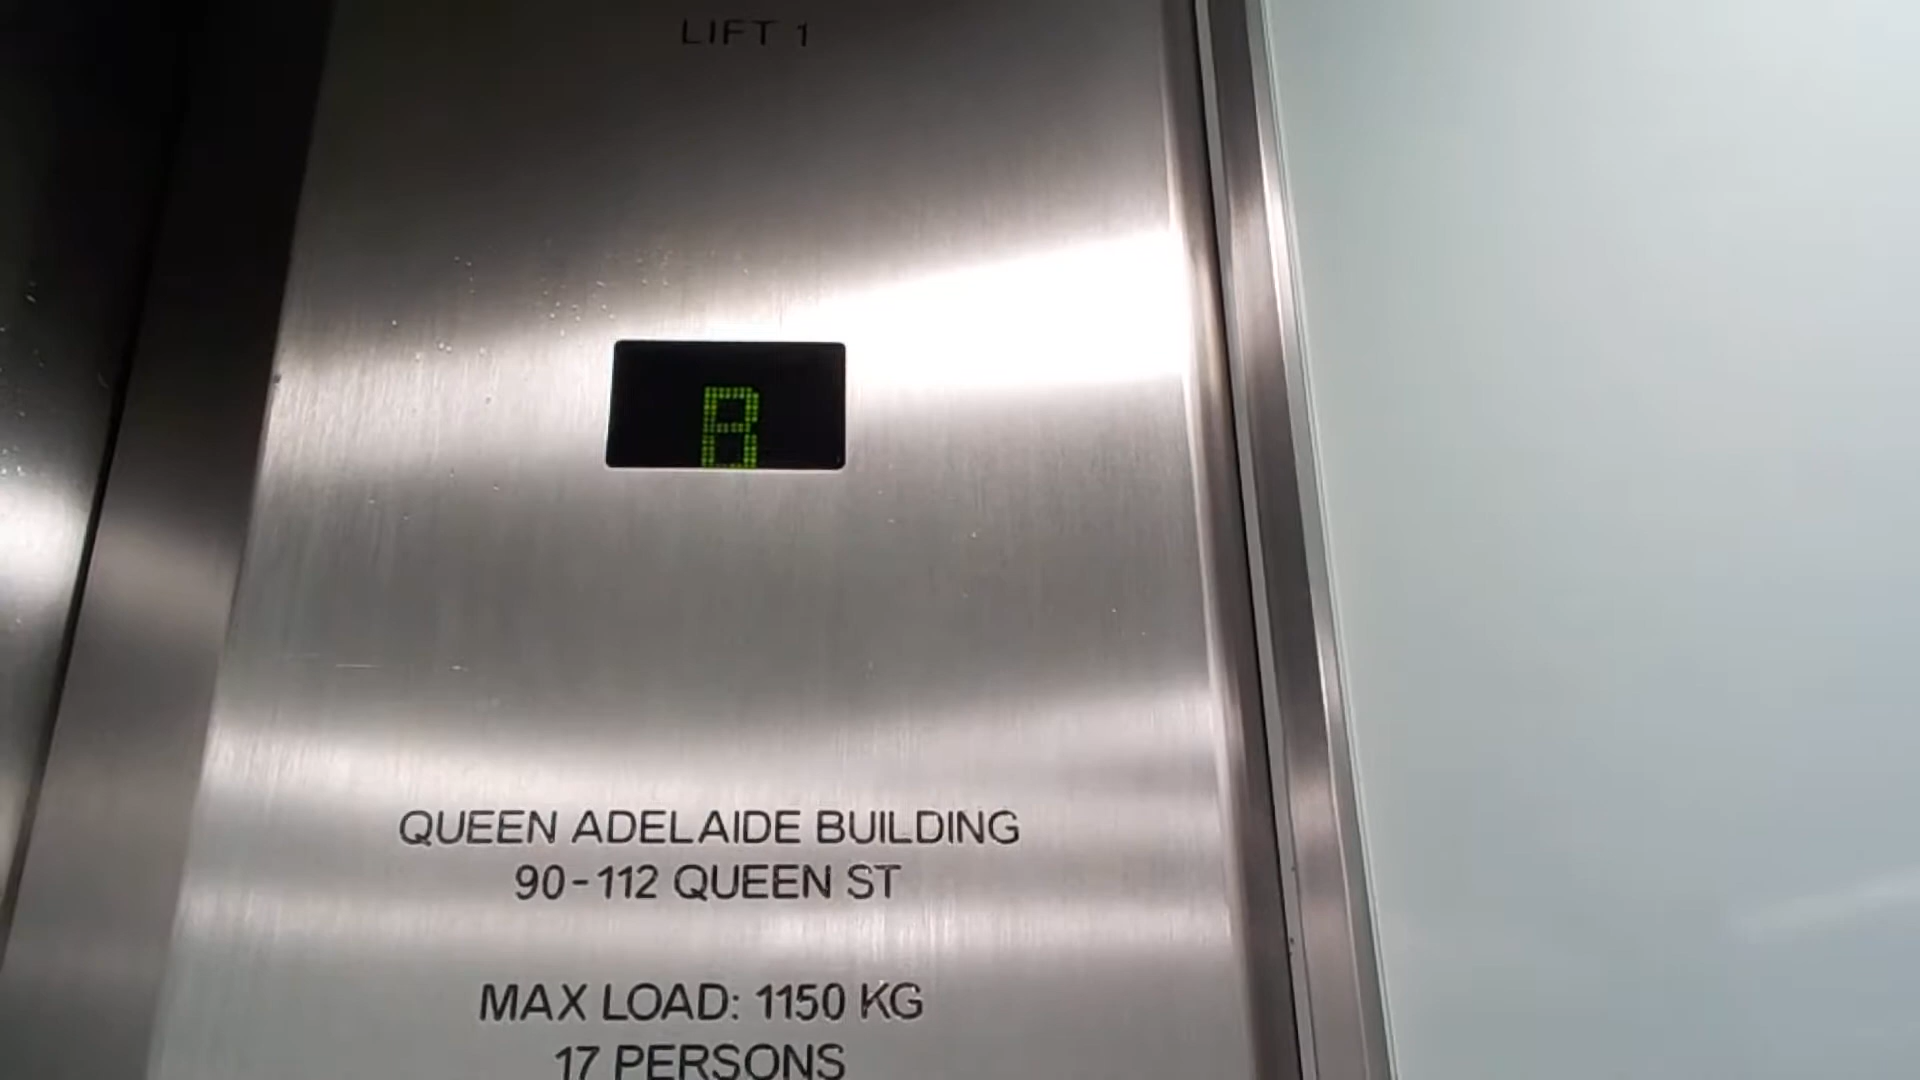 LIFT 1
B
QUEEN ADELAIDE BUILDING
90-112 QUEEN ST
MAX LOAD: 1150 KG
17 PERSONS